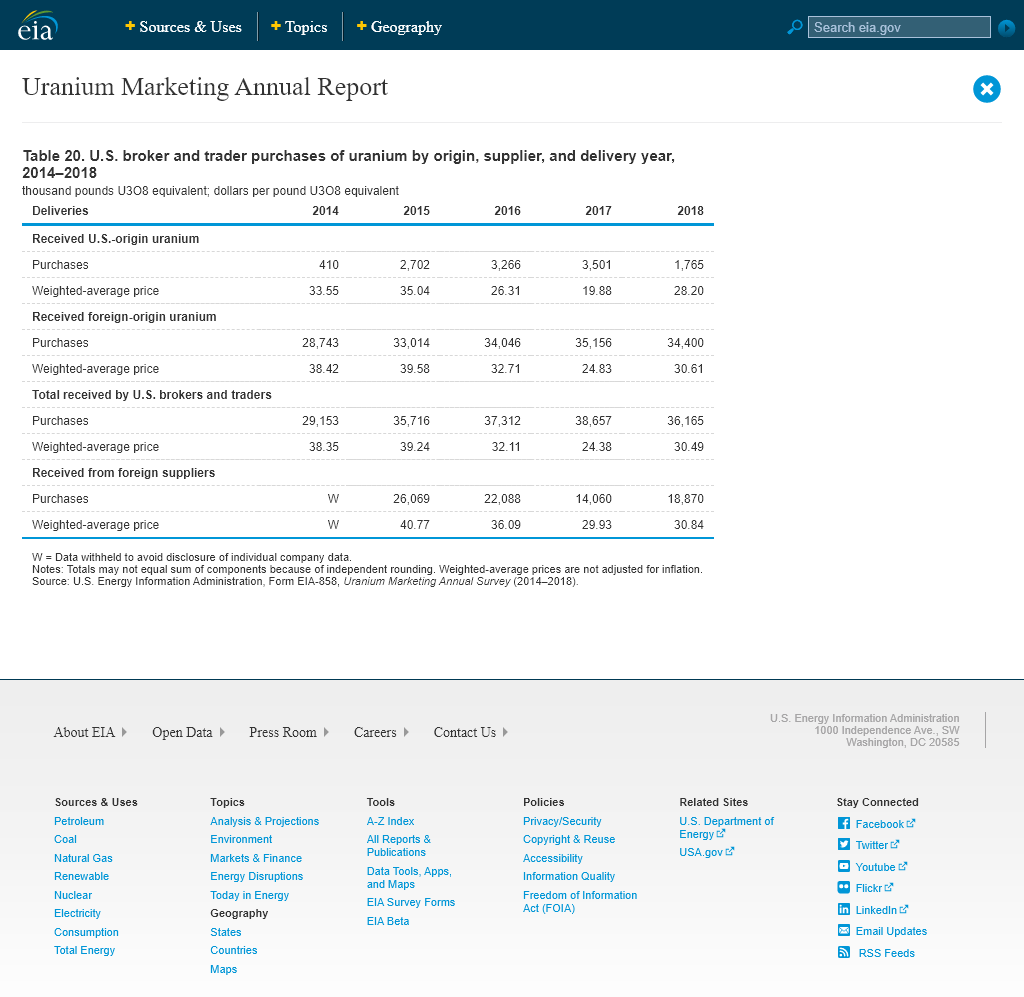 eia
Sources & Uses
Topics
Geography
Search eia.gov
Uranium Marketing Annual Report
Table 20. U.S. broker and trader purchases of uranium by origin, supplier, and delivery year,
2014–2018
thousand pounds U3O8 equivalent; dollars per pound U3O8 equivalent
Deliveries 2014 2015 2016 2017 2018
Received U.S.-origin uranium
Purchases 410 2,702 3,266 3,501 1,765
Weighted-average price 33.55 35.04 26.31 19.88 28.20
Received foreign-origin uranium
Purchases 28,743 33,014 34,046 35,156 34,400
Weighted-average price 38.42 39.58 32.71 24.83 30.61
Total received by U.S. brokers and traders
Purchases 29,153 35,716 37,312 38,657 36,165
Weighted-average price 38.35 39.24 32.11 24.38 30.49
Received from foreign suppliers
Purchases W 26,069 22,088 14,060 18,870
Weighted-average price W 40.77 36.09 29.93 30.84
W = Data withheld to avoid disclosure of individual company data.
Notes: Totals may not equal sum of components because of independent rounding. Weighted-average prices are not adjusted for inflation.
Source: U.S. Energy Information Administration, Form EIA-858, Uranium Marketing Annual Survey (2014–2018).
About EIA
Open Data
Press Room
Careers
Contact Us
U.S. Energy Information Administration
1000 Independence Ave., SW
Washington, DC 20585
Sources & Uses
Petroleum
Coal
Natural Gas
Renewable
Nuclear
Electricity
Consumption
Total Energy
Topics
Analysis & Projections
Environment
Markets & Finance
Energy Disruptions
Today in Energy
Geography
States
Countries
Maps
Tools
A-Z Index
All Reports &
Publications
Data Tools, Apps,
and Maps
EIA Survey Forms
EIA Beta
Policies
Privacy/Security
Copyright & Reuse
Accessibility
Information Quality
Freedom of Information
Act (FOIA)
Related Sites
U.S. Department of
Energy
USA.gov
Stay Connected
Facebook
Twitter
Youtube
Flickr
LinkedIn
Email Updates
RSS Feeds